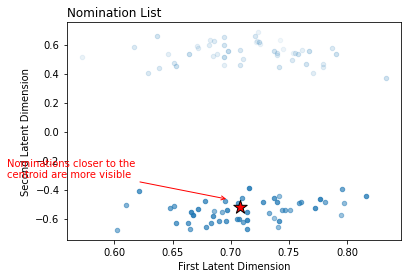 Nomination List
0.6
0.4
0.2
0.0
−0.2
−0.4
−0.6
Second Latent Dimension
Nominations closer to the
centroid are more visible
0.60
0.65
0.70
0.75
0.80
First Latent Dimension